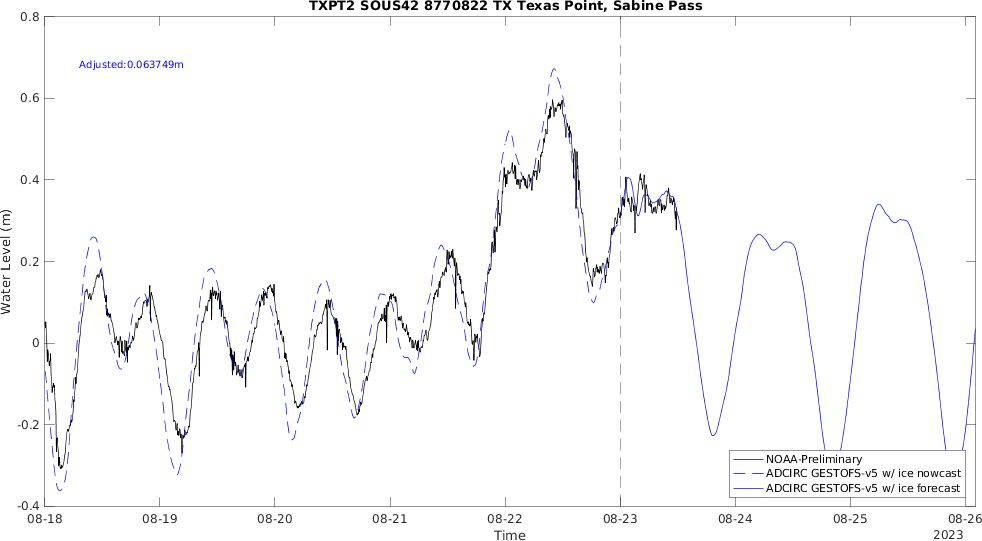 TXPT2 SOUS42 8770822 TX Texas Point, Sabine Pass
0.8
Adjusted:0.063749m
0.6
0.4
0.2
0
-0.2
-0.4
Water Level (m)
NOAA-Preliminary
ADCIRC GESTOFS-v5 w/ ice nowcast
ADCIRC GESTOFS-v5 w/ ice forecast
08-18 08-19 08-20 08-21 08-22 08-23 08-24 08-25 08-26
Time
2023